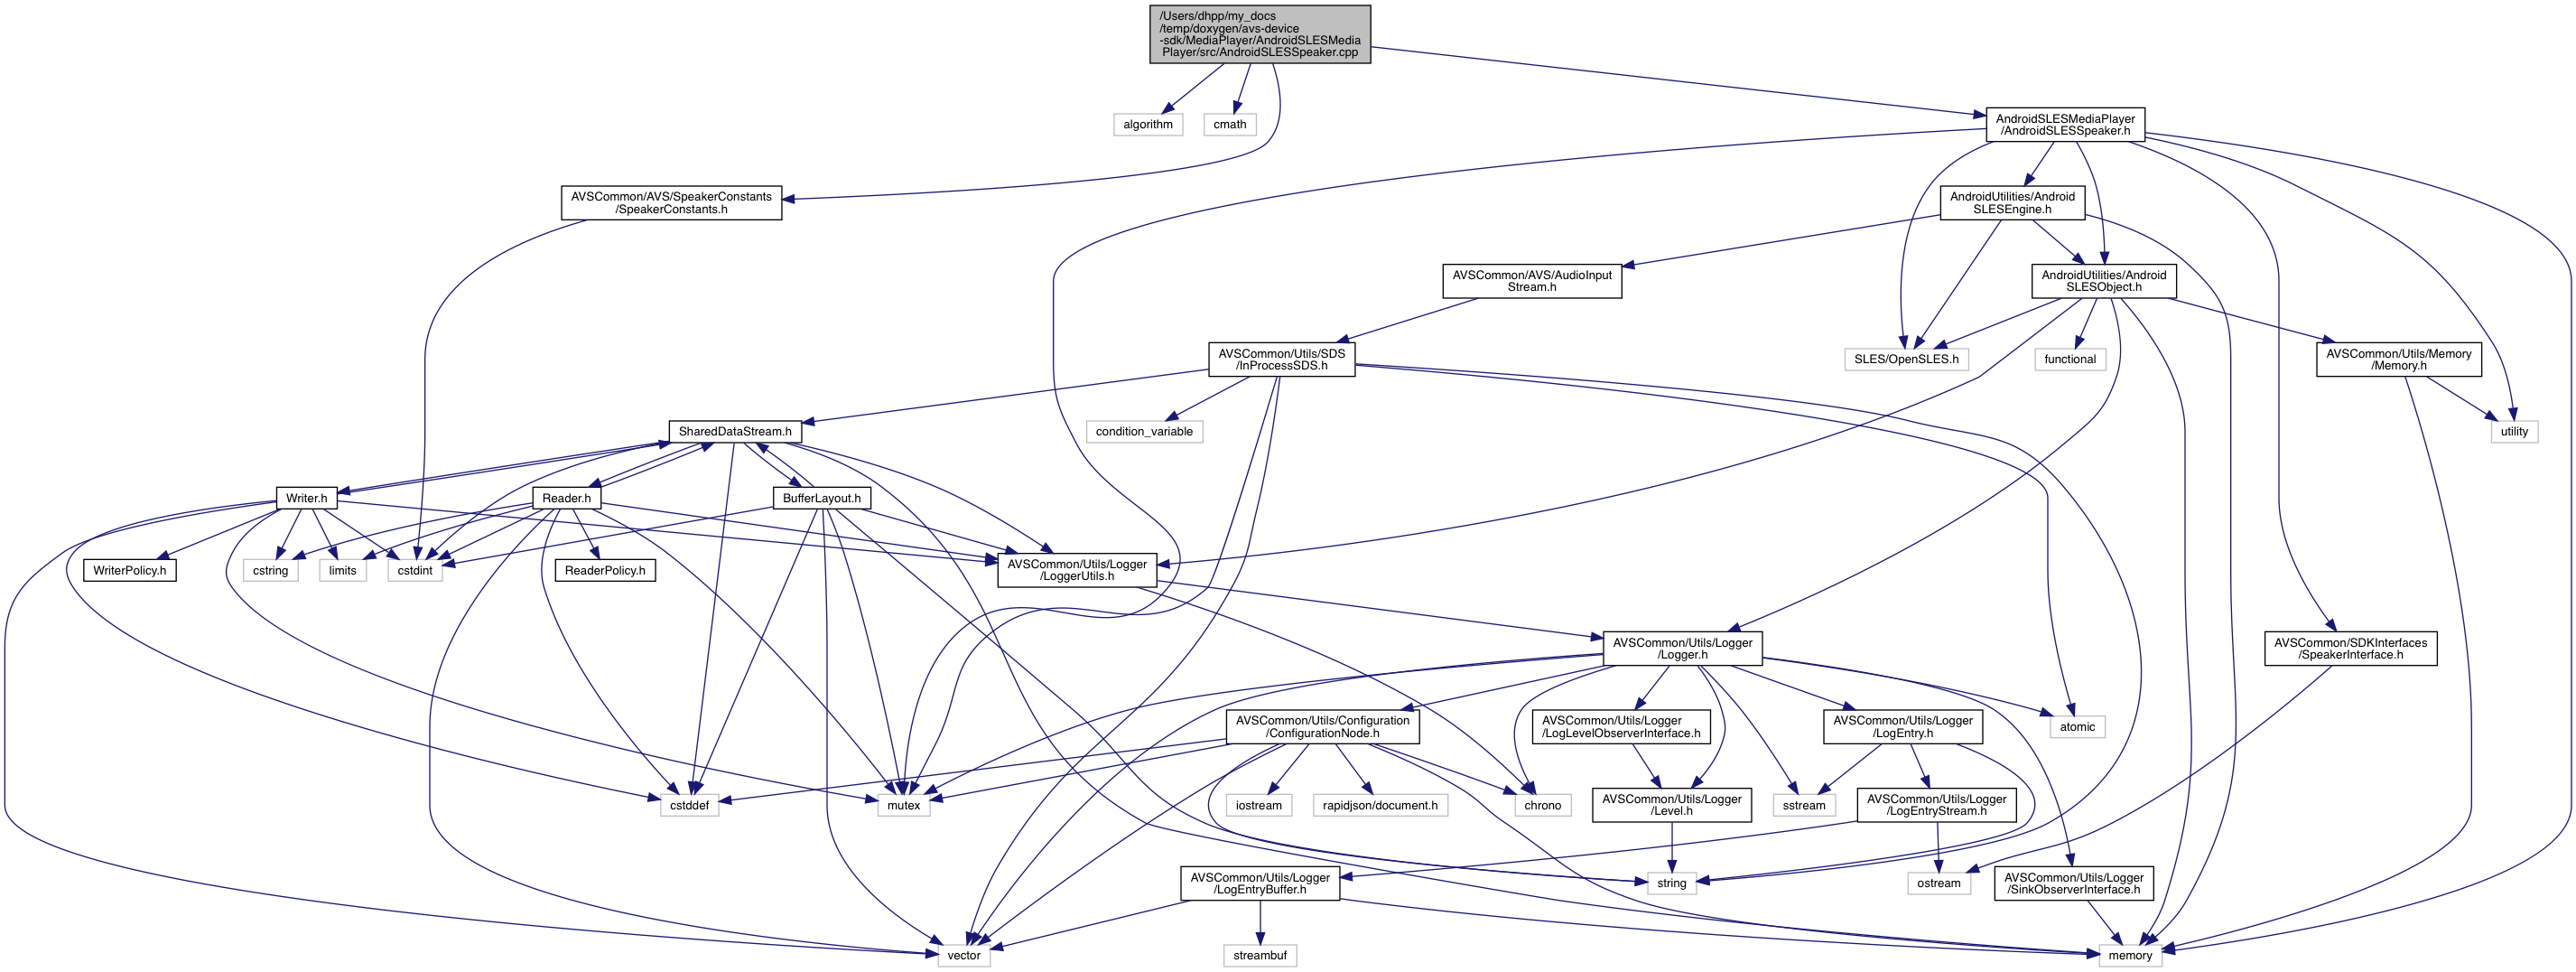 /Users/dhpp/my_docs
/temp/doxygen/avs-device
-sdk/MediaPlayer/AndroidSLESMedia
Player/src/AndroidSLESSpeaker.cpp
algorithm
cmath
AndroidSLESMediaPlayer
/AndroidSLESSpeaker.h
AVSCommon/AVS/SpeakerConstants
/SpeakerConstants.h
AndroidUtilities/Android
SLESEngine.h
AVSCommon/AVS/AudioInput
Stream.h
AndroidUtilities/Android
SLESObject.h
AVSCommon/Utils/SDS
/InProcessSDS.h
SLES/OpenSLES.h
functional
AVSCommon/Utils/Memory
/Memory.h
SharedDataStream.h
condition_variable
utility
Writer.h
Reader.h
BufferLayout.h
WriterPolicy.h
cstring
limits
cstdint
ReaderPolicy.h
AVSCommon/Utils/Logger
/LoggerUtils.h
AVSCommon/Utils/Logger
/Logger.h
AVSCommon/SDKInterfaces
/SpeakerInterface.h
AVSCommon/Utils/Configuration
/ConfigurationNode.h
AVSCommon/Utils/Logger
/LogLevelObserverInterface.h
AVSCommon/Utils/Logger
/LogEntry.h
atomic
cstddef
mutex
iostream
rapidjson/document.h
chrono
AVSCommon/Utils/Logger
/Level.h
sstream
AVSCommon/Utils/Logger
/LogEntryStream.h
AVSCommon/Utils/Logger
/LogEntryBuffer.h
string
ostream
AVSCommon/Utils/Logger
/SinkObserverInterface.h
vector
streambuf
memory